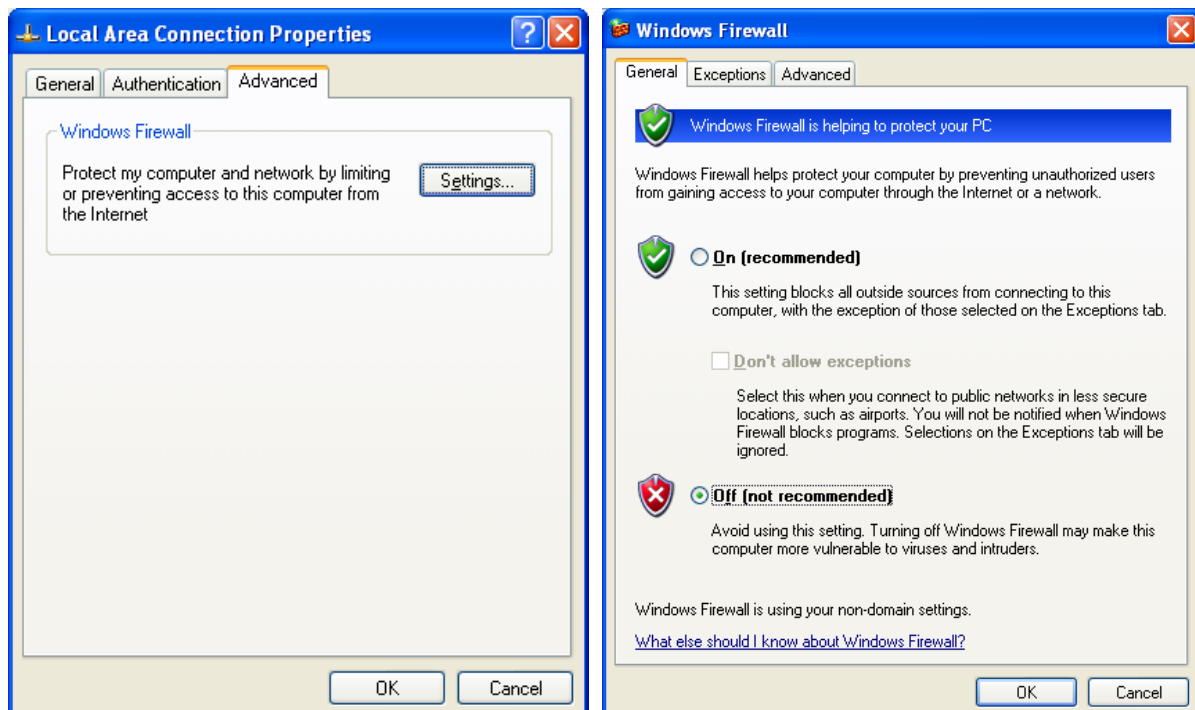 Local Area Connection Properties
General
Authentication
Advanced
Windows Firewall
Protect my computer and network by limiting
or preventing access to this computer from
the Internet
Settings...
OK
Cancel
Windows Firewall
General
Exceptions
Advanced
Windows Firewall is helping to protect your PC
Windows Firewall helps protect your computer by preventing unauthorized users
from gaining access to your computer through the Internet or a network.
On (recommended)
This setting blocks all outside sources from connecting to this
computer, with the exception of those selected on the Exceptions tab.
Don't allow exceptions
Select this when you connect to public networks in less secure
locations, such as airports. You will not be notified when Windows
Firewall blocks programs. Selections on the Exceptions tab will be
ignored.
Off (not recommended)
Avoid using this setting. Turning off Windows Firewall may make this
computer more vulnerable to viruses and intruders.
Windows Firewall is using your non-domain settings.
What else should I know about Windows Firewall?
OK
Cancel